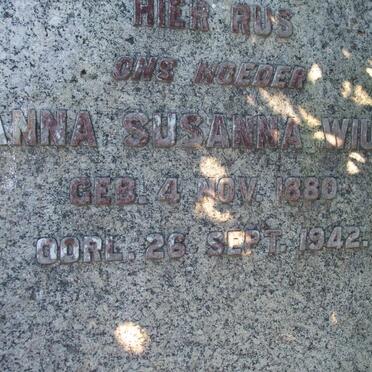 HIER RUS
ONS MOEDER
ANNA SUSANNA
GEB. 4 NOV. 1880
OORL. 26 SEPT. 1942.